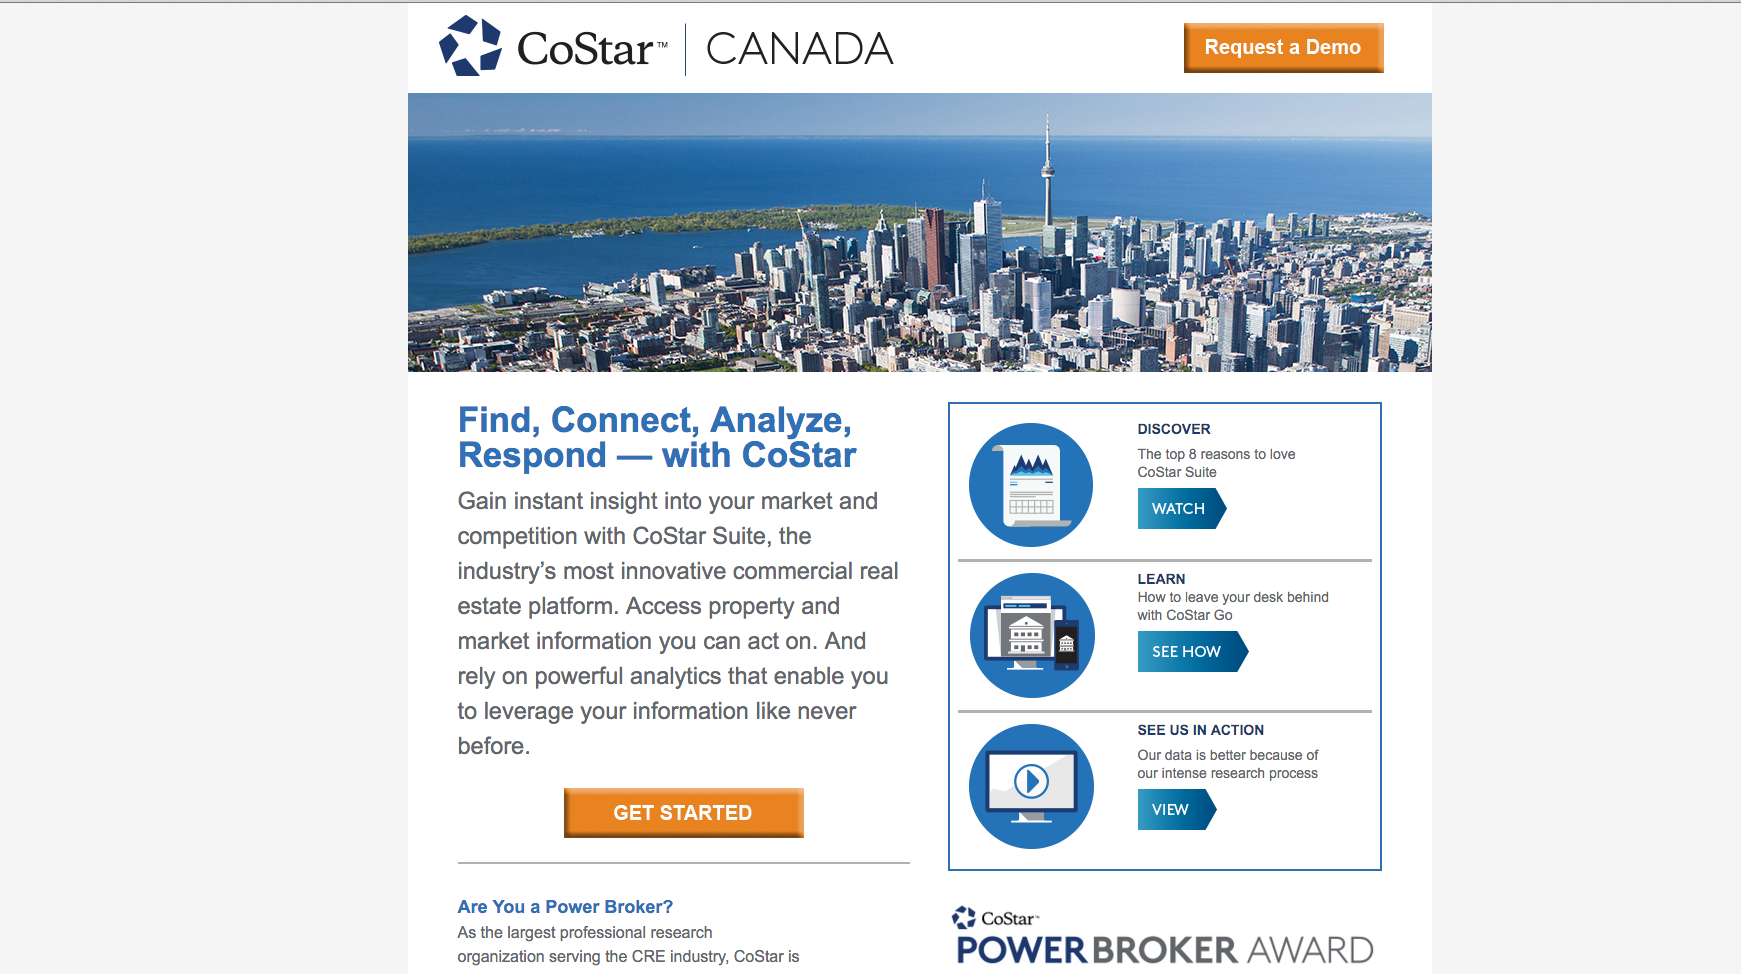 CoStar™ | CANADA
Request a Demo
Find, Connect, Analyze,
Respond — with CoStar
Gain instant insight into your market and
competition with CoStar Suite, the
industry’s most innovative commercial real
estate platform. Access property and
market information you can act on. And
rely on powerful analytics that enable you
to leverage your information like never
before.
GET STARTED
DISCOVER
The top 8 reasons to love
CoStar Suite
WATCH
LEARN
How to leave your desk behind
with CoStar Go
SEE HOW
SEE US IN ACTION
Our data is better because of
our intense research process
VIEW
Are You a Power Broker?
As the largest professional research
organization serving the CRE industry, CoStar is
CoStar™
POWER BROKER AWARD